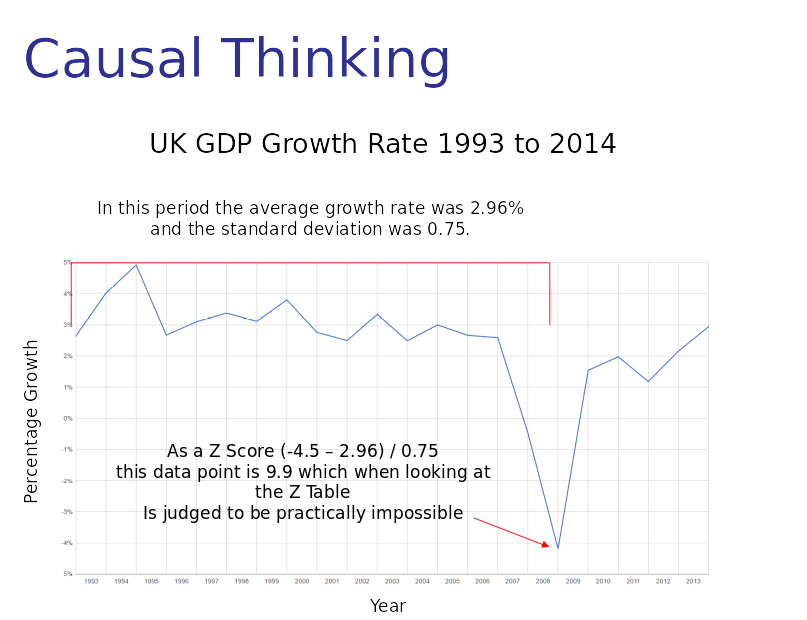 Causal Thinking
UK GDP Growth Rate 1993 to 2014
In this period the average growth rate was 2.96%
and the standard deviation was 0.75.
5%
4%
3%
2%
1%
0%
-1%
-2%
-3%
-4%
5%
Percentage Growth
As a Z Score (-4.5 – 2.96) / 0.75
this data point is 9.9 which when looking at
the Z Table
Is judged to be practically impossible
1993 1994 1995 1996 1997 1998 1999 2000 2001 2002 2003 2004 2005 2006 2007 2008 2009 2010 2011 2012 2013
Year